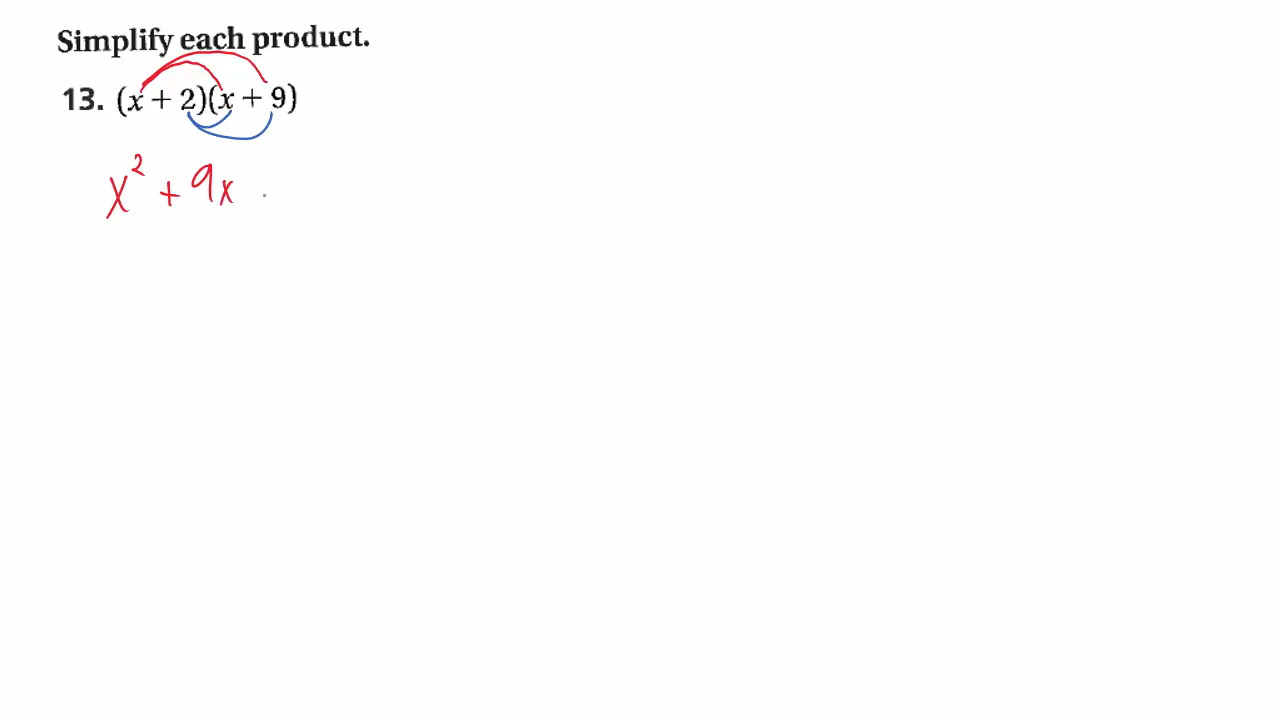 Simplify each product.
13. (x + 2)(x + 9)
x² + 9x